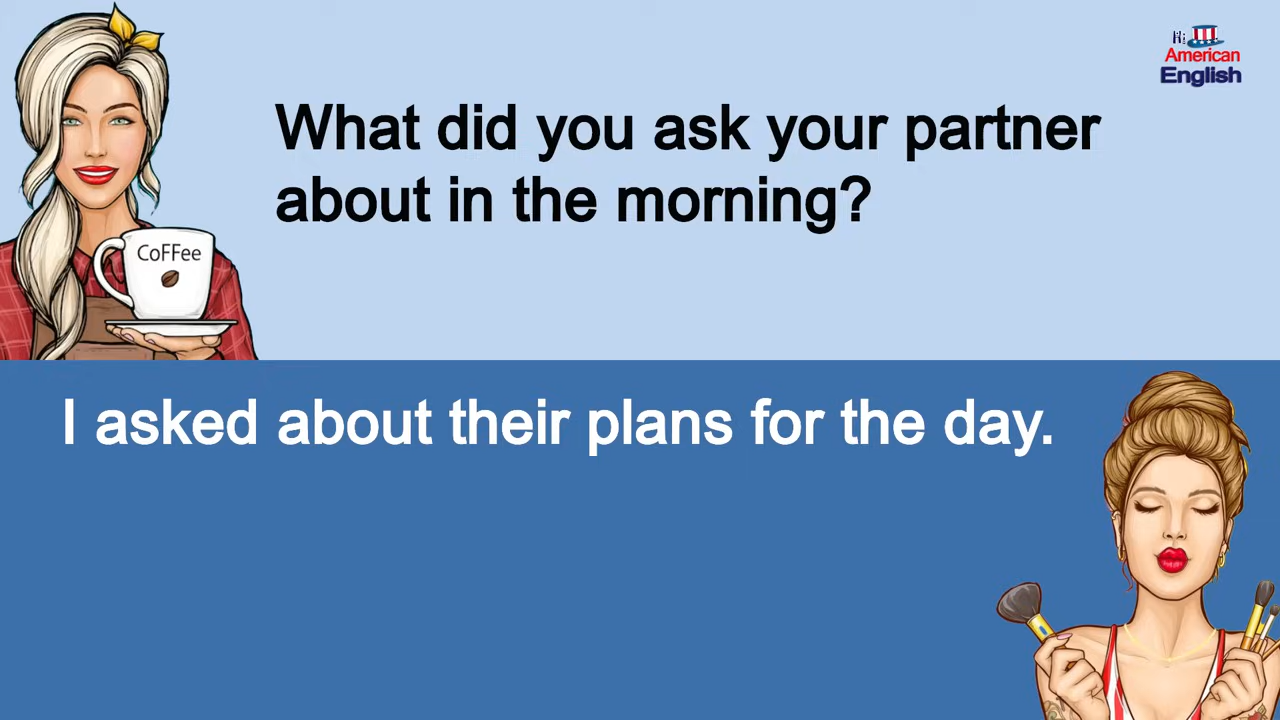 Hi
American
English
What did you ask your partner
about in the morning?
CoFFee
I asked about their plans for the day.